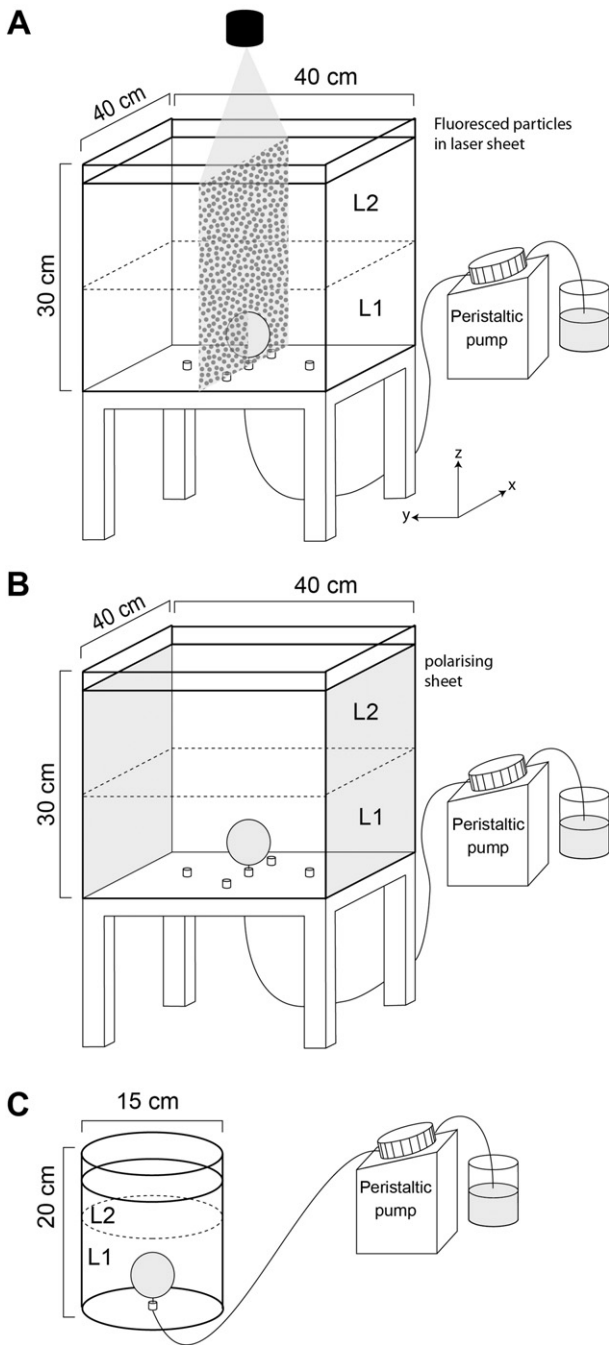 A
40 cm
40 cm
Fluoresced particles
in laser sheet
30 cm
L2
L1
Peristaltic
pump
z
x
y
B
40 cm
40 cm
polarising
sheet
30 cm
L2
L1
Peristaltic
pump
C
15 cm
20 cm
L2
L1
Peristaltic
pump